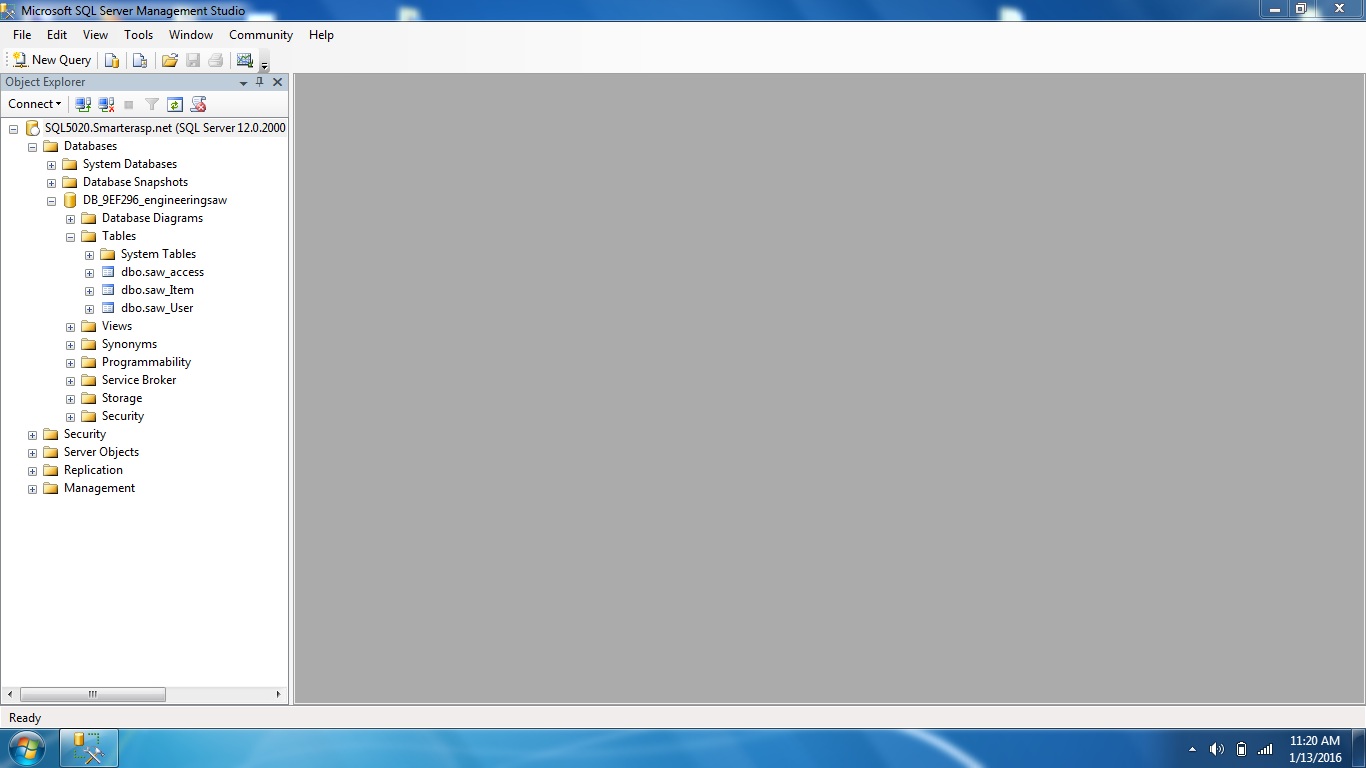 Microsoft SQL Server Management Studio
File Edit View Tools Window Community Help
New Query
Object Explorer
Connect
SQL5020.Smarterasp.net (SQL Server 12.0.2000
Databases
System Databases
Database Snapshots
DB_9EF296_engineeringsaw
Database Diagrams
Tables
System Tables
dbo.saw_access
dbo.saw_Item
dbo.saw_User
Views
Synonyms
Programmability
Service Broker
Storage
Security
Security
Server Objects
Replication
Management
Ready
11:20 AM
1/13/2016